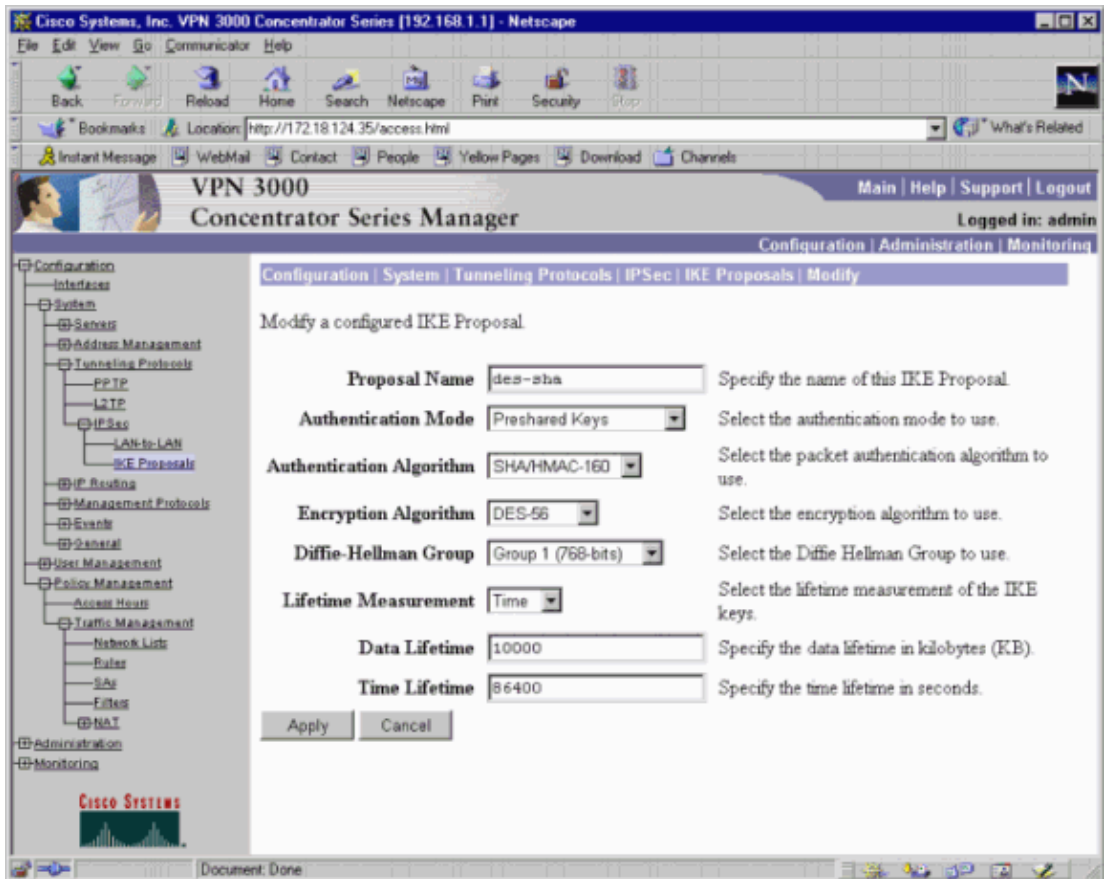 Cisco Systems, Inc. VPN 3000 Concentrator Series [192.168.1.1] - Netscape
File Edit View Go Communicator Help
Back Forward Reload Home Search Netscape Print Security Stop
Bookmarks Location: http://172.18.124.35/access.html What's Related
Instant Message WebMail Contact People Yellow Pages Download Channels
VPN 3000
Concentrator Series Manager
Main | Help | Support | Logout
Logged in: admin
Configuration | Administration | Monitoring
Configuration
Interfaces
System
Servers
Address Management
Tunneling Protocols
PPTP
L2TP
IPSec
LAN-to-LAN
IKE Proposals
IP Routing
Management Protocols
Events
General
User Management
Policy Management
Access Hours
Traffic Management
Network Lists
Rules
SAs
Filters
NAT
Administration
Monitoring
CISCO SYSTEMS
Configuration | System | Tunneling Protocols | IPSec | IKE Proposals | Modify
Modify a configured IKE Proposal.
Proposal Name des-sha Specify the name of this IKE Proposal.
Authentication Mode Preshared Keys Select the authentication mode to use.
Authentication Algorithm SHA/HMAC-160 Select the packet authentication algorithm to
use.
Encryption Algorithm DES-56 Select the encryption algorithm to use.
Diffie-Hellman Group Group 1 (768-bits) Select the Diffie Hellman Group to use.
Lifetime Measurement Time Select the lifetime measurement of the IKE
keys.
Data Lifetime 10000 Specify the data lifetime in kilobytes (KB).
Time Lifetime 86400 Specify the time lifetime in seconds.
Apply Cancel
Document: Done